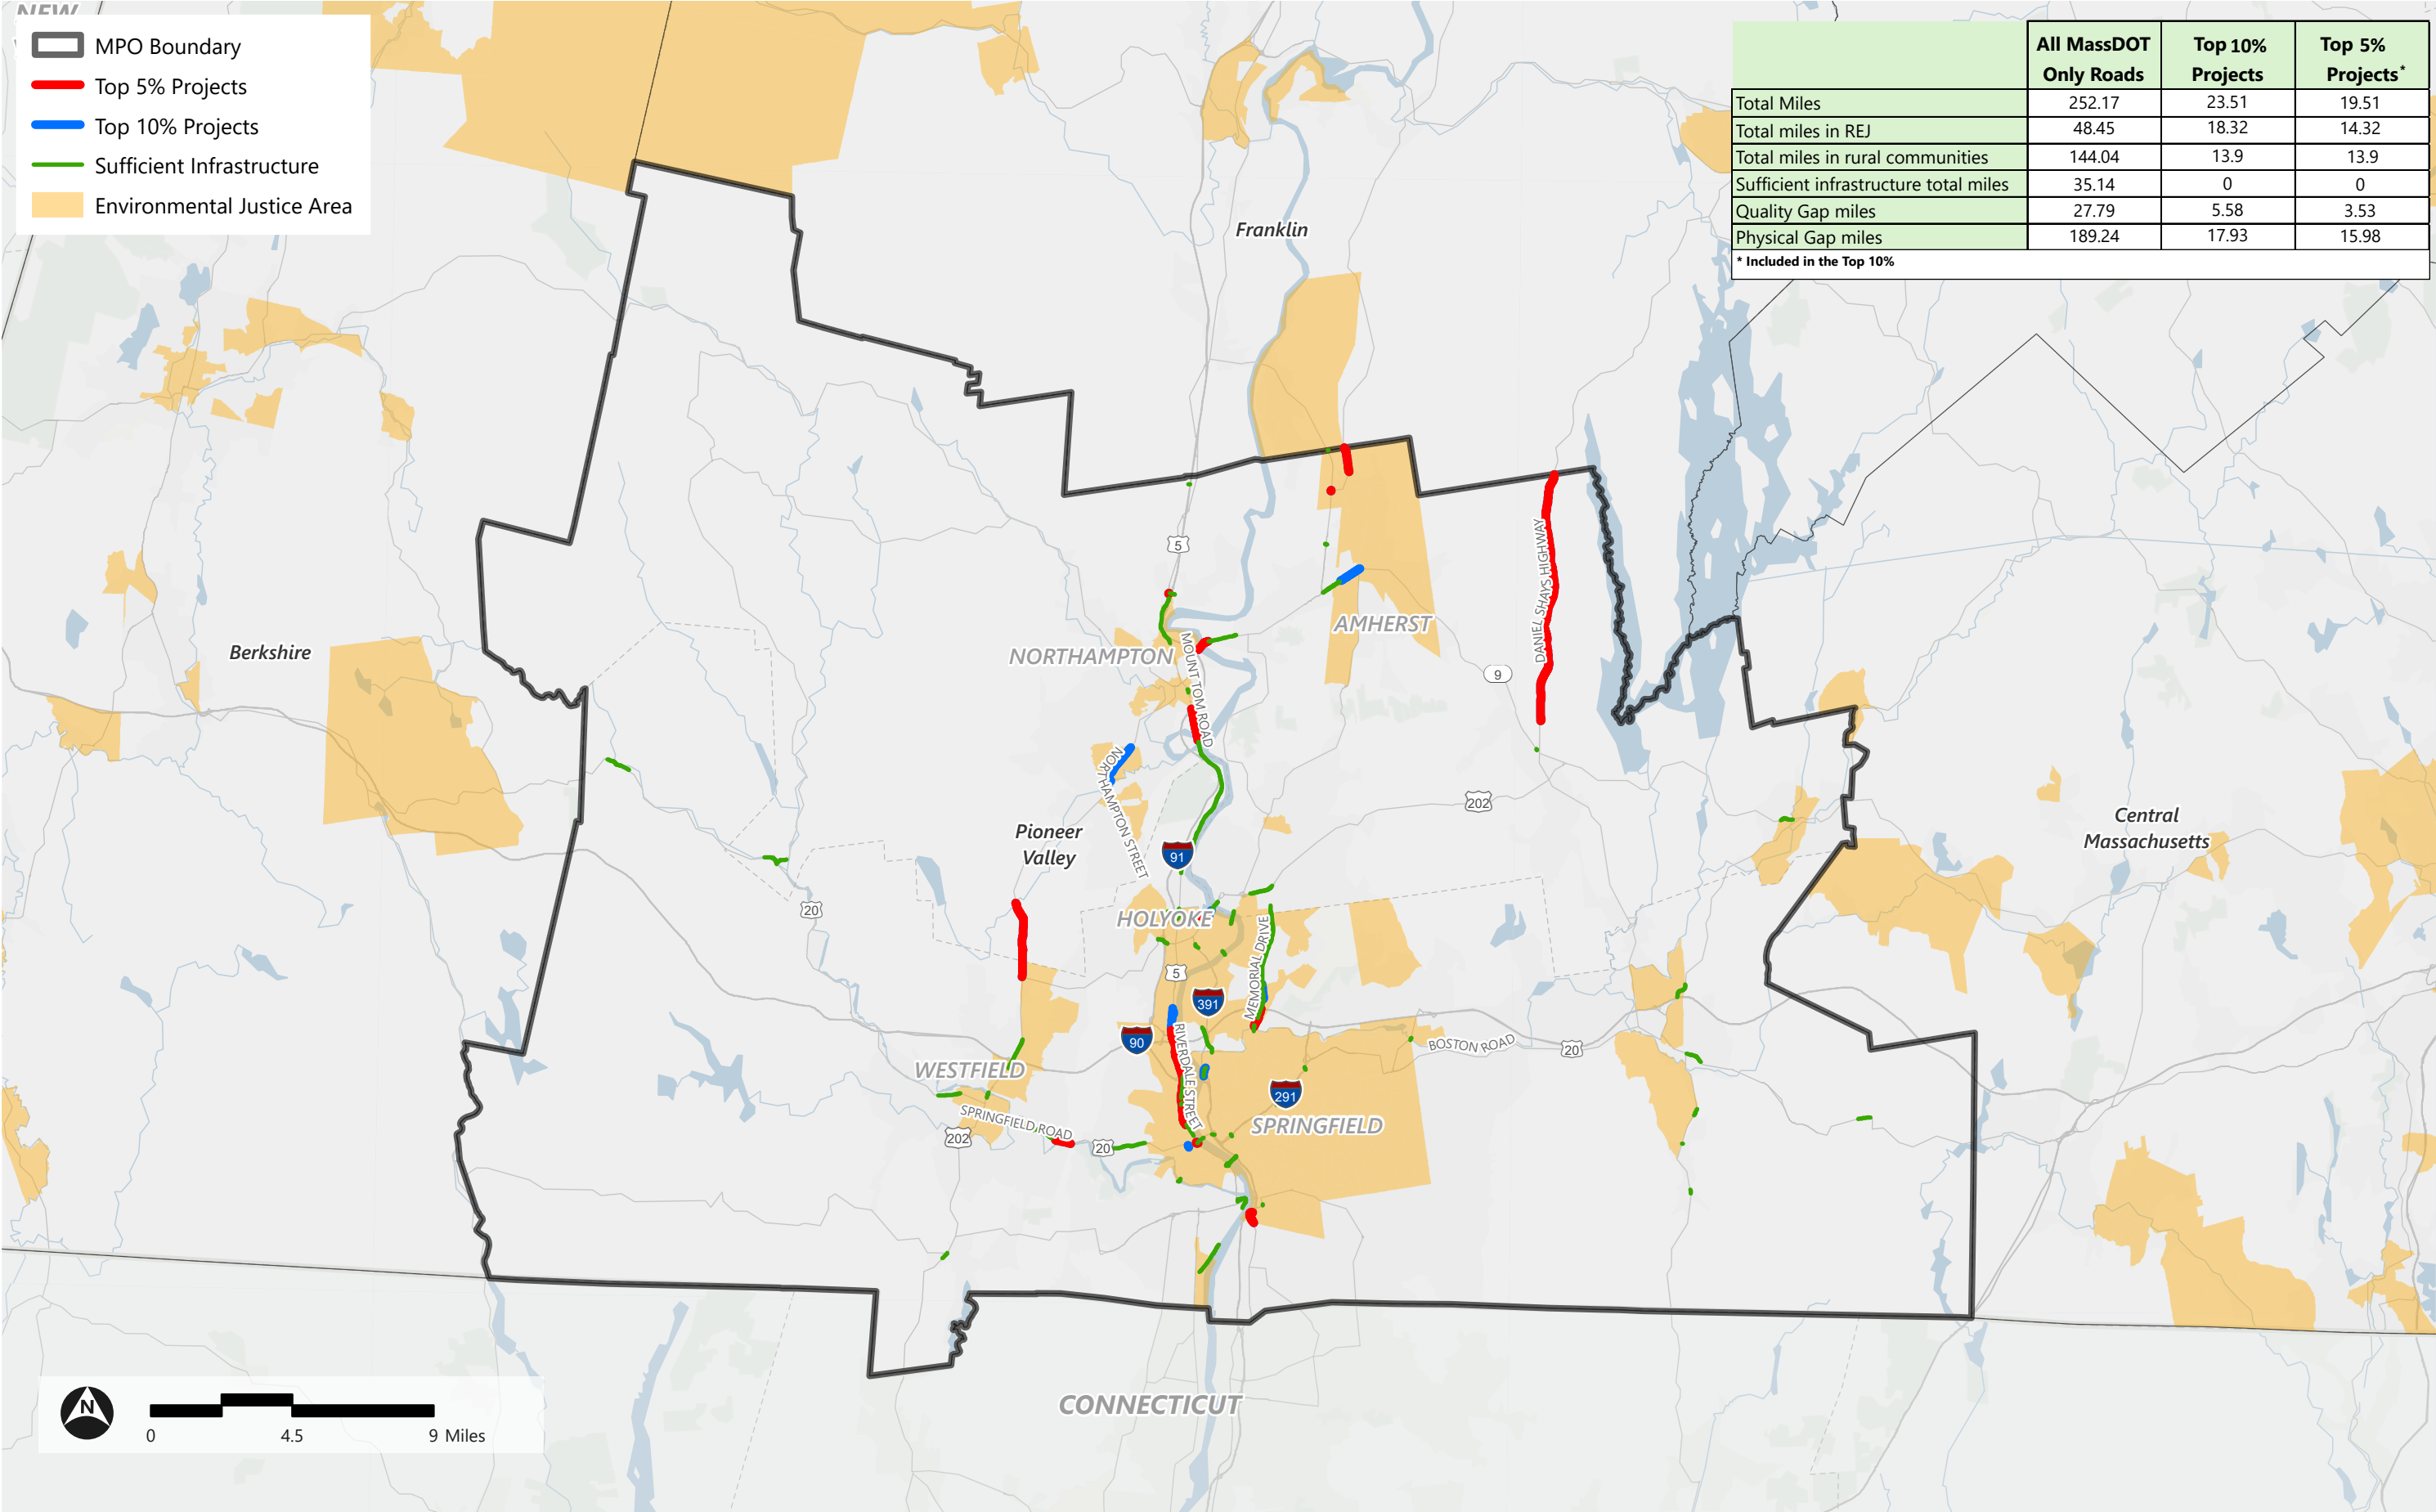 NEW
MPO Boundary
Top 5% Projects
Top 10% Projects
Sufficient Infrastructure
Environmental Justice Area
All MassDOT Only Roads | Top 10% Projects | Top 5% Projects*
Total Miles | 252.17 | 23.51 | 19.51
Total miles in REJ | 48.45 | 18.32 | 14.32
Total miles in rural communities | 144.04 | 13.9 | 13.9
Sufficient infrastructure total miles | 35.14 | 0 | 0
Quality Gap miles | 27.79 | 5.58 | 3.53
Physical Gap miles | 189.24 | 17.93 | 15.98
* Included in the Top 10%
Franklin
5
DANIEL SHAYS HIGHWAY
AMHERST
Berkshire
NORTHAMPTON
MOUNT TOM ROAD
9
NORTHAMPTON STREET
202
Pioneer
Valley
Central
Massachusetts
91
20
HOLYOKE
MEMORIAL DRIVE
5
391
90
RIVERDALE STREET
BOSTON ROAD
20
WESTFIELD
291
SPRINGFIELD ROAD
SPRINGFIELD
202
20
CONNECTICUT
N
0 4.5 9 Miles